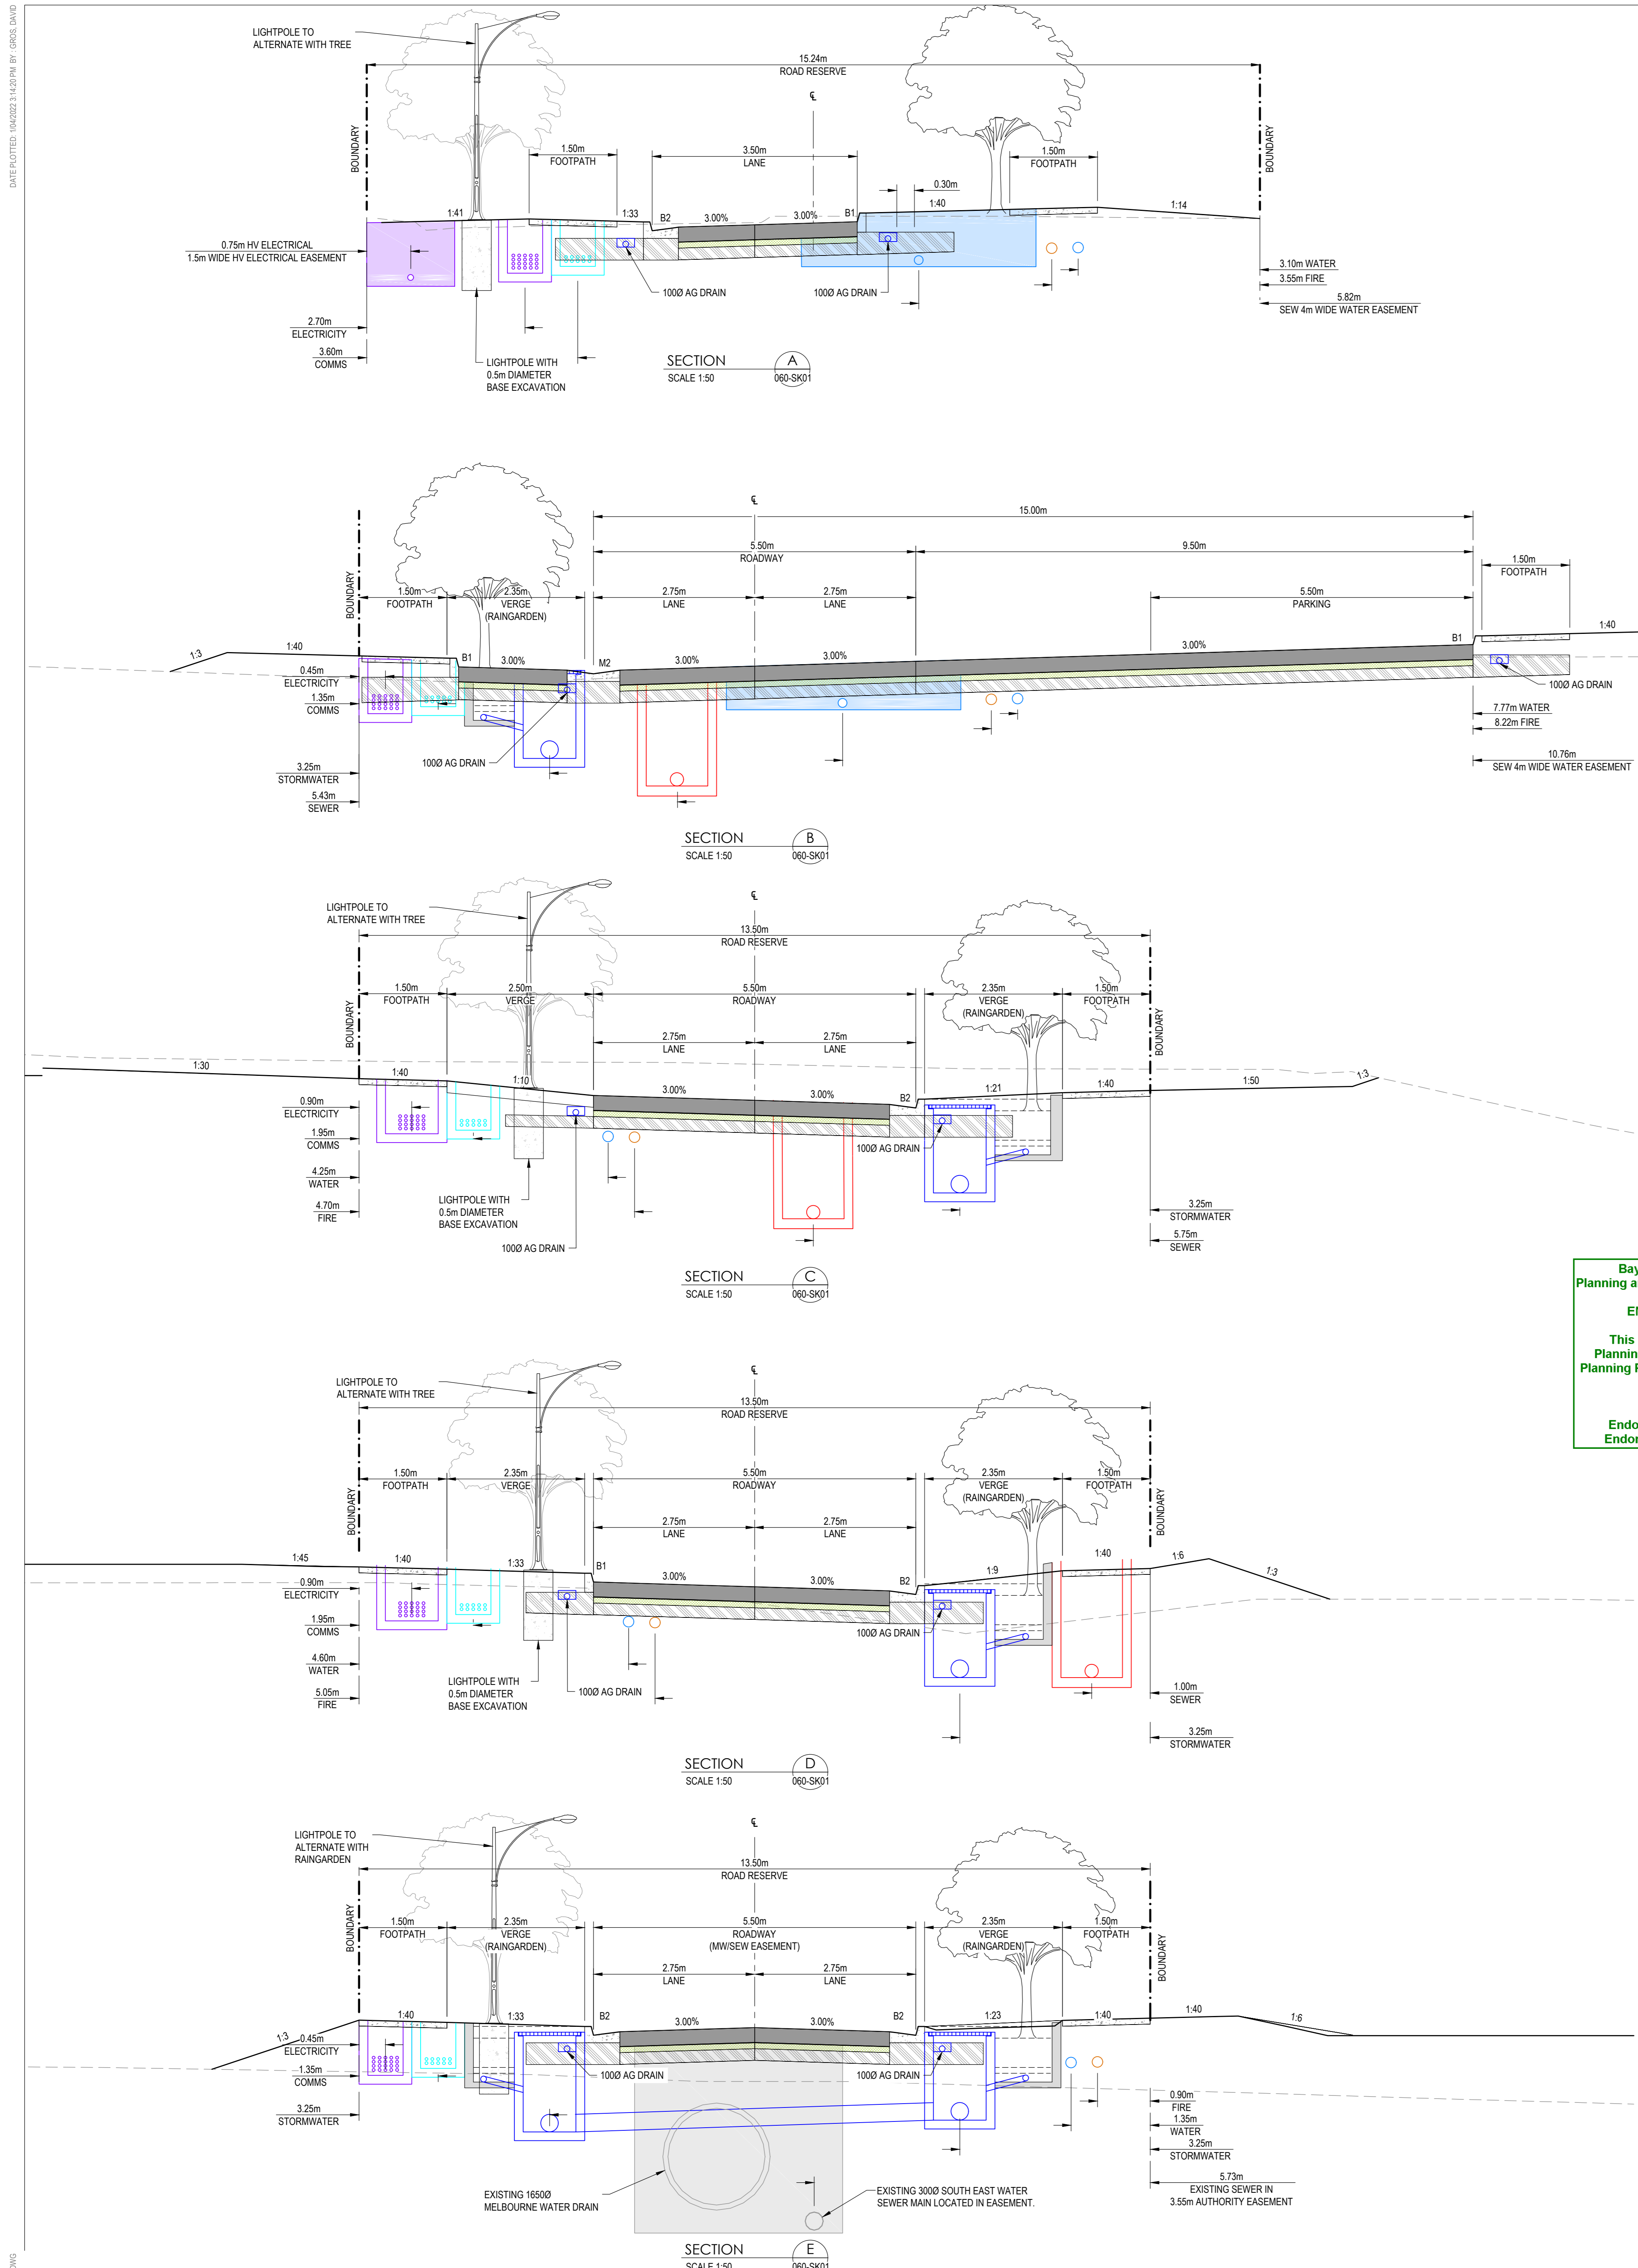 DATE PLOTTED: 1/04/2022 3:14:20 PM BY : GROS, DAVID
LIGHTPOLE TO
ALTERNATE WITH TREE
15.24m
ROAD RESERVE
BOUNDARY
1.50m
FOOTPATH
3.50m
LANE
1.50m
FOOTPATH
BOUNDARY
0.30m
1:41
1:33
B2
3.00%
3.00%
B1
1:40
1:14
0.75m HV ELECTRICAL
1.5m WIDE HV ELECTRICAL EASEMENT
100Ø AG DRAIN
100Ø AG DRAIN
3.10m WATER
3.55m FIRE
5.82m
SEW 4m WIDE WATER EASEMENT
2.70m
ELECTRICITY
3.60m
COMMS
LIGHTPOLE WITH
0.5m DIAMETER
BASE EXCAVATION
SECTION A
SCALE 1:50 060-SK01
15.00m
5.50m
ROADWAY
9.50m
1.50m
FOOTPATH
BOUNDARY
1.50m
FOOTPATH
2.35m
VERGE
(RAINGARDEN)
2.75m
LANE
2.75m
LANE
5.50m
PARKING
1:3
1:40
B1
3.00%
M2
3.00%
3.00%
3.00%
B1
1:40
0.45m
ELECTRICITY
1.35m
COMMS
100Ø AG DRAIN
100Ø AG DRAIN
7.77m WATER
8.22m FIRE
10.76m
SEW 4m WIDE WATER EASEMENT
3.25m
STORMWATER
5.43m
SEWER
SECTION B
SCALE 1:50 060-SK01
LIGHTPOLE TO
ALTERNATE WITH TREE
13.50m
ROAD RESERVE
BOUNDARY
1.50m
FOOTPATH
2.50m
VERGE
5.50m
ROADWAY
2.35m
VERGE
(RAINGARDEN)
1.50m
FOOTPATH
BOUNDARY
2.75m
LANE
2.75m
LANE
1:30
1:40
1:10
3.00%
3.00%
B2
1:21
1:40
1:50
1:3
0.90m
ELECTRICITY
1.95m
COMMS
4.25m
WATER
4.70m
FIRE
100Ø AG DRAIN
LIGHTPOLE WITH
0.5m DIAMETER
BASE EXCAVATION
100Ø AG DRAIN
3.25m
STORMWATER
5.75m
SEWER
SECTION C
SCALE 1:50 060-SK01
Bay
Planning a
This
Plannin
Planning
Endo
Endor
LIGHTPOLE TO
ALTERNATE WITH TREE
13.50m
ROAD RESERVE
BOUNDARY
1.50m
FOOTPATH
2.35m
VERGE
5.50m
ROADWAY
2.35m
VERGE
(RAINGARDEN)
1.50m
FOOTPATH
BOUNDARY
2.75m
LANE
2.75m
LANE
1:45
1:40
1:33
B1
3.00%
3.00%
B2
1:9
1:40
1:6
1:3
0.90m
ELECTRICITY
1.95m
COMMS
4.60m
WATER
5.05m
FIRE
100Ø AG DRAIN
LIGHTPOLE WITH
0.5m DIAMETER
BASE EXCAVATION
100Ø AG DRAIN
1.00m
SEWER
3.25m
STORMWATER
SECTION D
SCALE 1:50 060-SK01
LIGHTPOLE TO
ALTERNATE WITH
RAINGARDEN
13.50m
ROAD RESERVE
BOUNDARY
1.50m
FOOTPATH
2.35m
VERGE
(RAINGARDEN)
5.50m
ROADWAY
(MW/SEW EASEMENT)
2.35m
VERGE
(RAINGARDEN)
1.50m
FOOTPATH
BOUNDARY
2.75m
LANE
2.75m
LANE
1:3
1:40
1:33
B2
3.00%
3.00%
B2
1:23
1:40
1:40
1:6
0.45m
ELECTRICITY
1.35m
COMMS
3.25m
STORMWATER
100Ø AG DRAIN
100Ø AG DRAIN
0.90m
FIRE
1.35m
WATER
3.25m
STORMWATER
5.73m
EXISTING SEWER IN
3.55m AUTHORITY EASEMENT
EXISTING 1650Ø
MELBOURNE WATER DRAIN
EXISTING 300Ø SOUTH EAST WATER
SEWER MAIN LOCATED IN EASEMENT.
SECTION E
SCALE 1:50 060-SK01